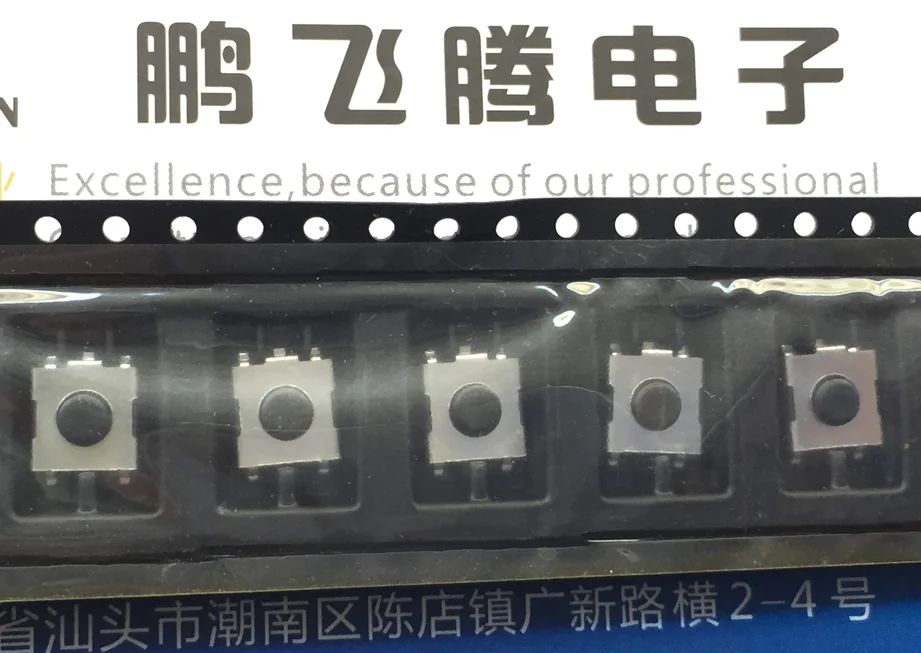 鹏飞腾电子
N
Excellence,because of our professional
省汕头市潮南区陈店镇广新路横2-4号